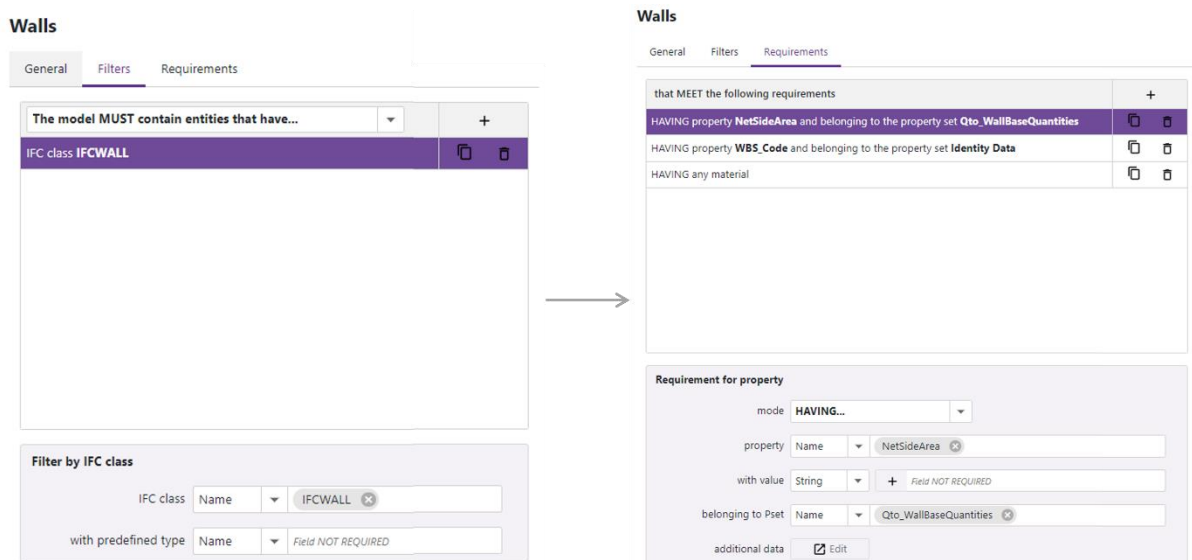 Walls
General Filters Requirements
The model MUST contain entities that have... +
IFC class IFCWALL
Filter by IFC class
IFC class Name IFCWALL
with predefined type Name Field NOT REQUIRED
Walls
General Filters Requirements
that MEET the following requirements +
HAVING property NetSideArea and belonging to the property set Qto_WallBaseQuantities
HAVING property WBS_Code and belonging to the property set Identity Data
HAVING any material
Requirement for property
mode HAVING...
property Name NetSideArea
with value String + Field NOT REQUIRED
belonging to Pset Name Qto_WallBaseQuantities
additional data Edit